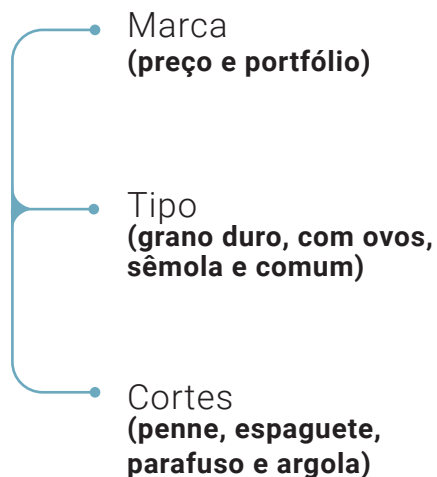 Marca
(preço e portfólio)
Tipo
(grano duro, com ovos,
sêmola e comum)
Cortes
(penne, espaguete,
parafuso e argola)